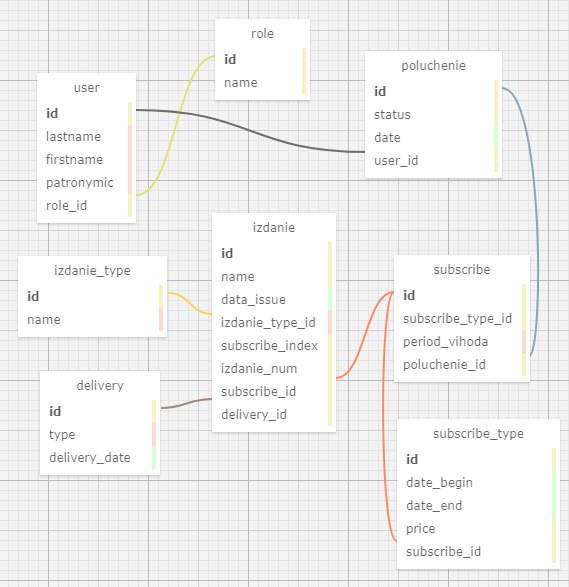 role
id
name
user
id
lastname
firstname
patronymic
role_id
poluchenie
id
status
date
user_id
izdanie
id
name
data_issue
izdanie_type_id
subscribe_index
izdanie_num
subscribe_id
delivery_id
izdanie_type
id
name
subscribe
id
subscribe_type_id
period_vihoda
poluchenie_id
delivery
id
type
delivery_date
subscribe_type
id
date_begin
date_end
price
subscribe_id